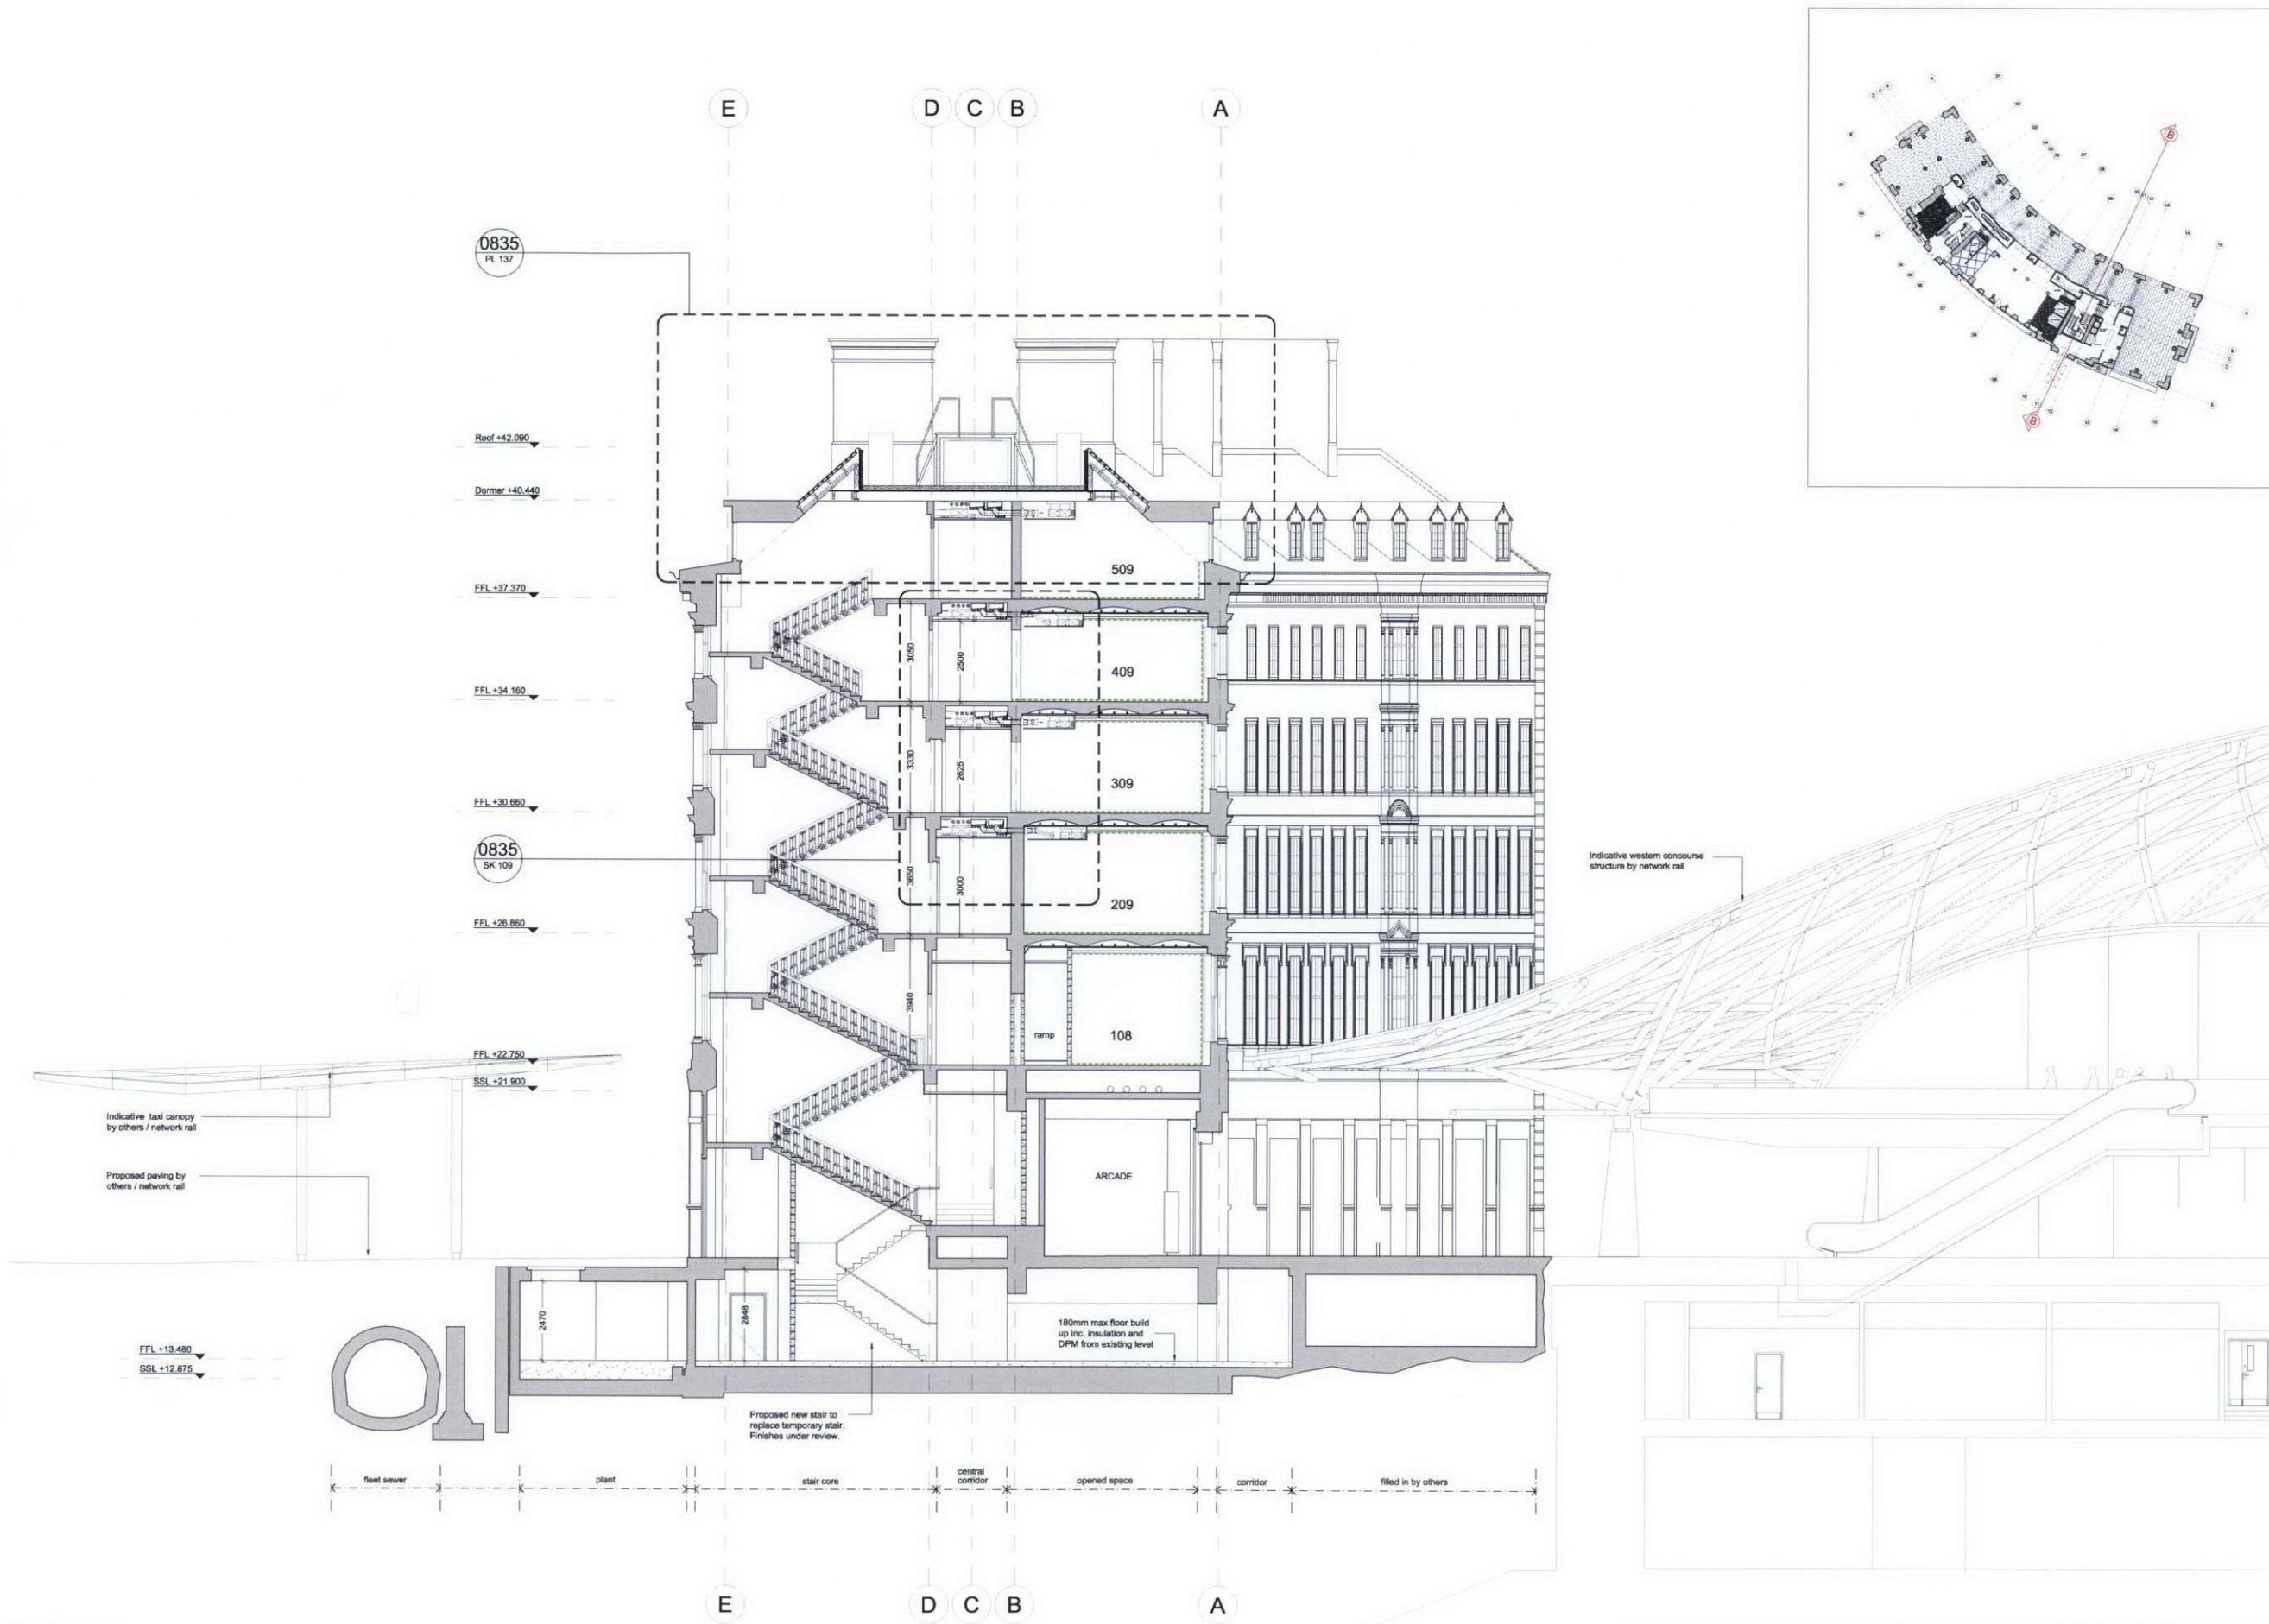 E D C B A
0835
PL 137
Roof +42.090
Dormer +40.440
509
FFL +37.370
3050
2500
409
FFL +34.160
3330
2625
309
FFL +30.660
0835
SK 109
Indicative western concourse
structure by network rail
3650
3000
209
FFL +26.860
3940
ramp
108
FFL +22.750
SSL +21.900
Indicative taxi canopy
by others / network rail
Proposed paving by
others / network rail
ARCADE
2470
2848
180mm max floor build
up inc. insulation and
DPM from existing level
FFL +13.480
SSL +12.675
Proposed new stair to
replace temporary stair.
Finishes under review.
fleet sewer
plant
stair core
central
corridor
opened space
corridor
filled in by others
E D C B A
B
B